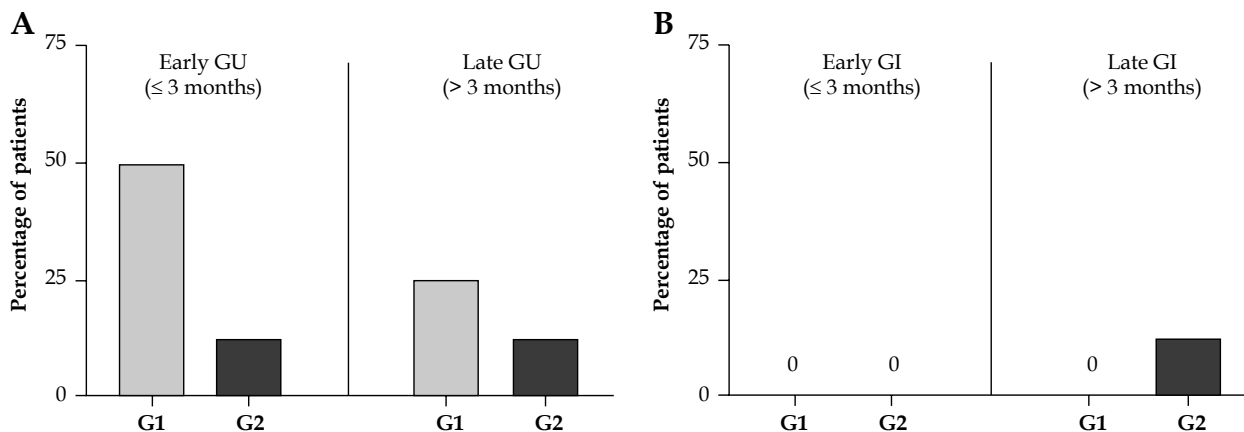 A
75
50
25
0
Percentage of patients
Early GU
(≤ 3 months)
Late GU
(> 3 months)
G1
G2
G1
G2
B
75
50
25
0
Percentage of patients
Early GI
(≤ 3 months)
Late GI
(> 3 months)
0
0
0
G1
G2
G1
G2